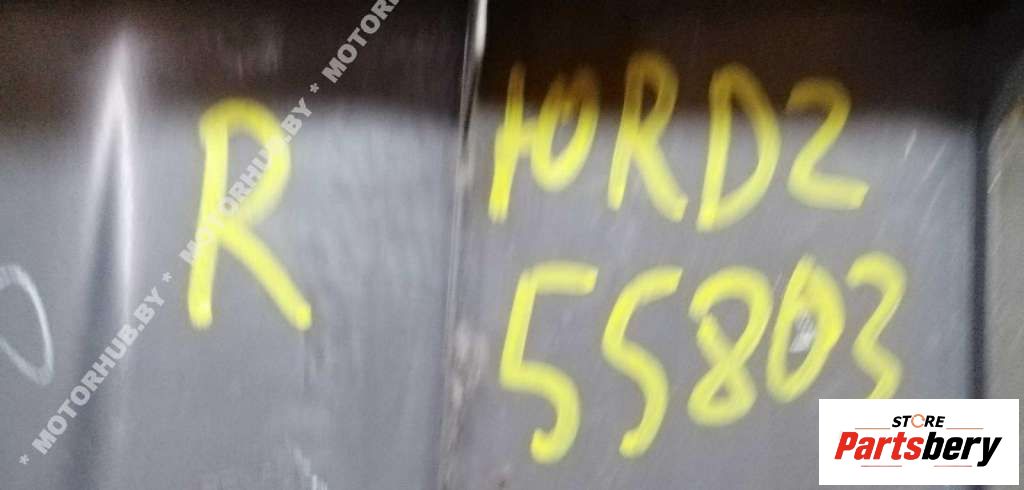 R
10RD2
55803
* MOTORHUB.BY * MOTORHUB.BY * MOTORH
STORE
Partsbery